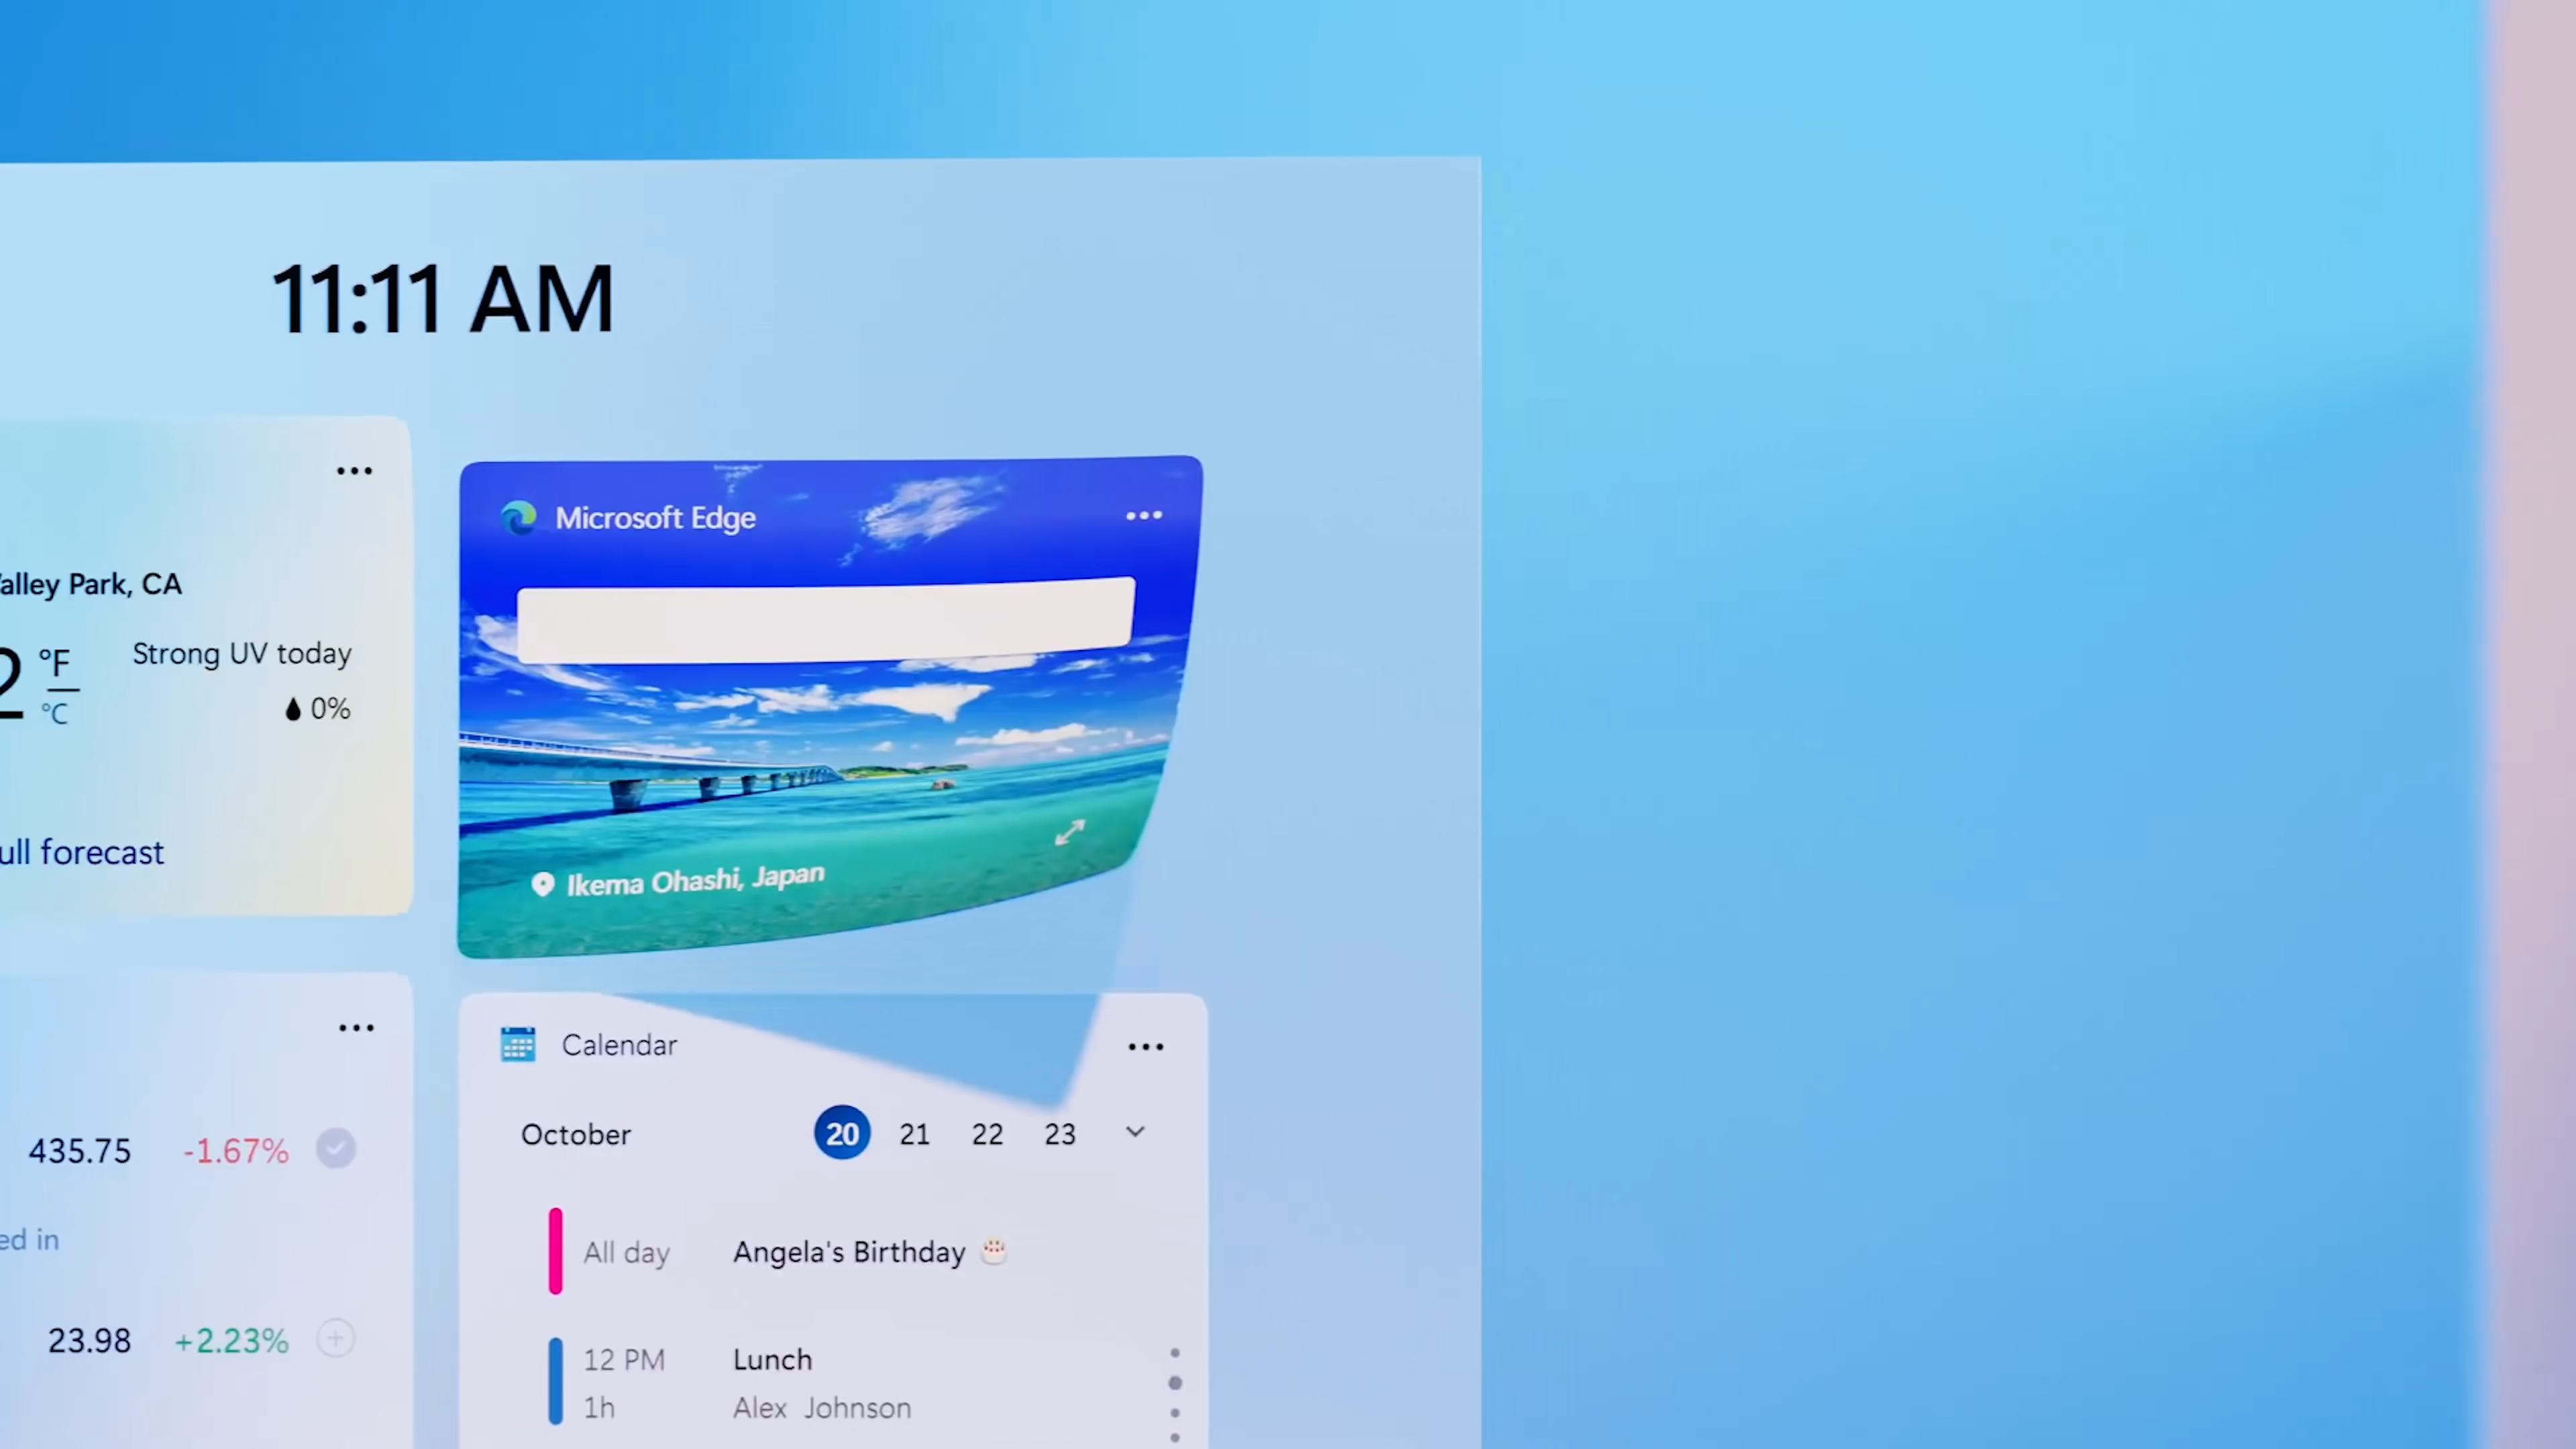 11:11 AM
Microsoft Edge
alley Park, CA
2 °F
°C
Strong UV today
0%
ull forecast
Ikema Ohashi, Japan
Calendar
October 20 21 22 23
435.75 -1.67%
ed in
23.98 +2.23%
All day Angela's Birthday
12 PM Lunch
1h Alex Johnson